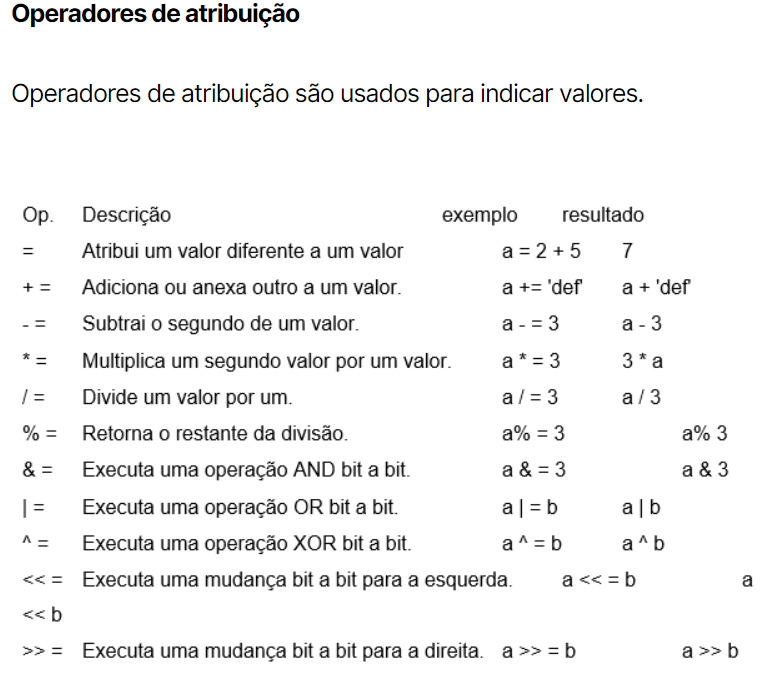 Operadores de atribuição
Operadores de atribuição são usados para indicar valores.
Op. Descrição exemplo resultado
= Atribui um valor diferente a um valor a = 2 + 5 7
+ = Adiciona ou anexa outro a um valor. a += 'def' a + 'def'
- = Subtrai o segundo de um valor. a - = 3 a - 3
* = Multiplica um segundo valor por um valor. a * = 3 3 * a
/ = Divide um valor por um. a / = 3 a / 3
% = Retorna o restante da divisão. a% = 3 a% 3
& = Executa uma operação AND bit a bit. a & = 3 a & 3
| = Executa uma operação OR bit a bit. a | = b a | b
^ = Executa uma operação XOR bit a bit. a ^ = b a ^ b
<< = Executa uma mudança bit a bit para a esquerda. a << = b a
<< b
>> = Executa uma mudança bit a bit para a direita. a >> = b a >> b